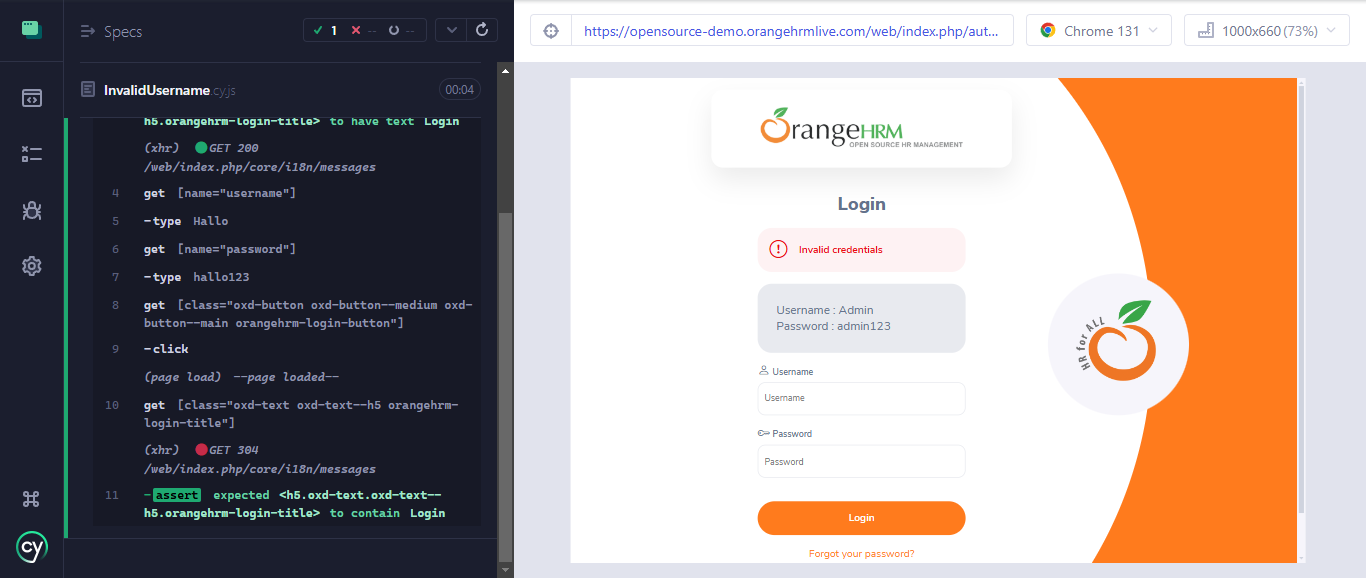 Specs
1
--
--
InvalidUsername.cy.js
00:04
h5.orangehrm-login-title> to have text Login
(xhr) GET 200
/web/index.php/core/i18n/messages
4 get [name="username"]
5 -type Hallo
6 get [name="password"]
7 -type hallo123
8 get [class="oxd-button oxd-button--medium oxd-
button--main orangehrm-login-button"]
9 -click
(page load) --page loaded--
10 get [class="oxd-text oxd-text--h5 orangehrm-
login-title"]
(xhr) GET 304
/web/index.php/core/i18n/messages
11 -assert expected <h5.oxd-text.oxd-text--
h5.orangehrm-login-title> to contain Login
cy
https://opensource-demo.orangehrmlive.com/web/index.php/aut...
Chrome 131
1000x660 (73%)
OrangeHRM
OPEN SOURCE HR MANAGEMENT
Login
Invalid credentials
Username : Admin
Password : admin123
Username
Username
Password
Password
Login
Forgot your password?
HR for ALL